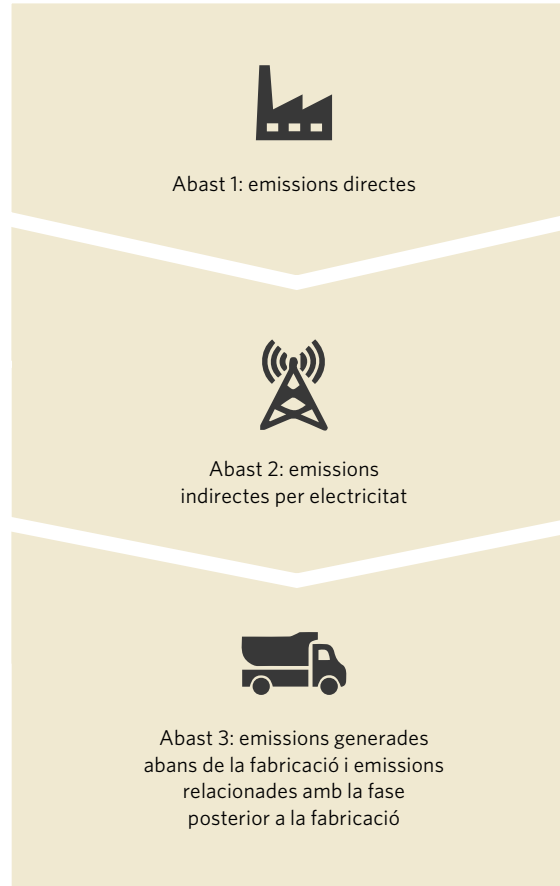 Abast 1: emissions directes
Abast 2: emissions
indirectes per electricitat
Abast 3: emissions generades
abans de la fabricació i emissions
relacionades amb la fase
posterior a la fabricació